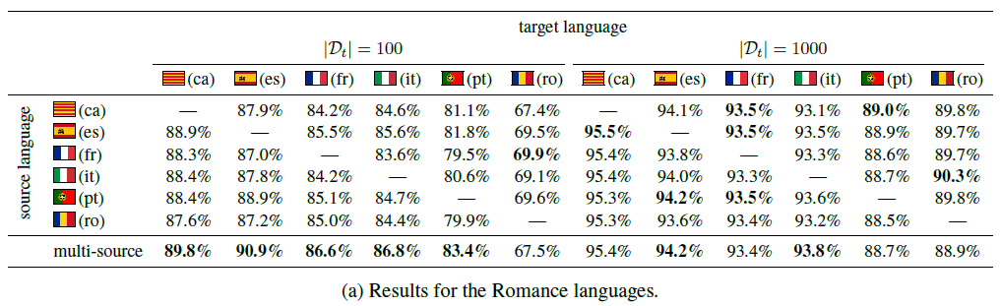 target language
|𝒟t| = 100 |𝒟t| = 1000
(ca) (es) (fr) (it) (pt) (ro) (ca) (es) (fr) (it) (pt) (ro)
source language
(ca) — 87.9% 84.2% 84.6% 81.1% 67.4% — 94.1% 93.5% 93.1% 89.0% 89.8%
(es) 88.9% — 85.5% 85.6% 81.8% 69.5% 95.5% — 93.5% 93.5% 88.9% 89.7%
(fr) 88.3% 87.0% — 83.6% 79.5% 69.9% 95.4% 93.8% — 93.3% 88.6% 89.7%
(it) 88.4% 87.8% 84.2% — 80.6% 69.1% 95.4% 94.0% 93.3% — 88.7% 90.3%
(pt) 88.4% 88.9% 85.1% 84.7% — 69.6% 95.3% 94.2% 93.5% 93.6% — 89.8%
(ro) 87.6% 87.2% 85.0% 84.4% 79.9% — 95.3% 93.6% 93.4% 93.2% 88.5% —
multi-source 89.8% 90.9% 86.6% 86.8% 83.4% 67.5% 95.4% 94.2% 93.4% 93.8% 88.7% 88.9%
(a) Results for the Romance languages.